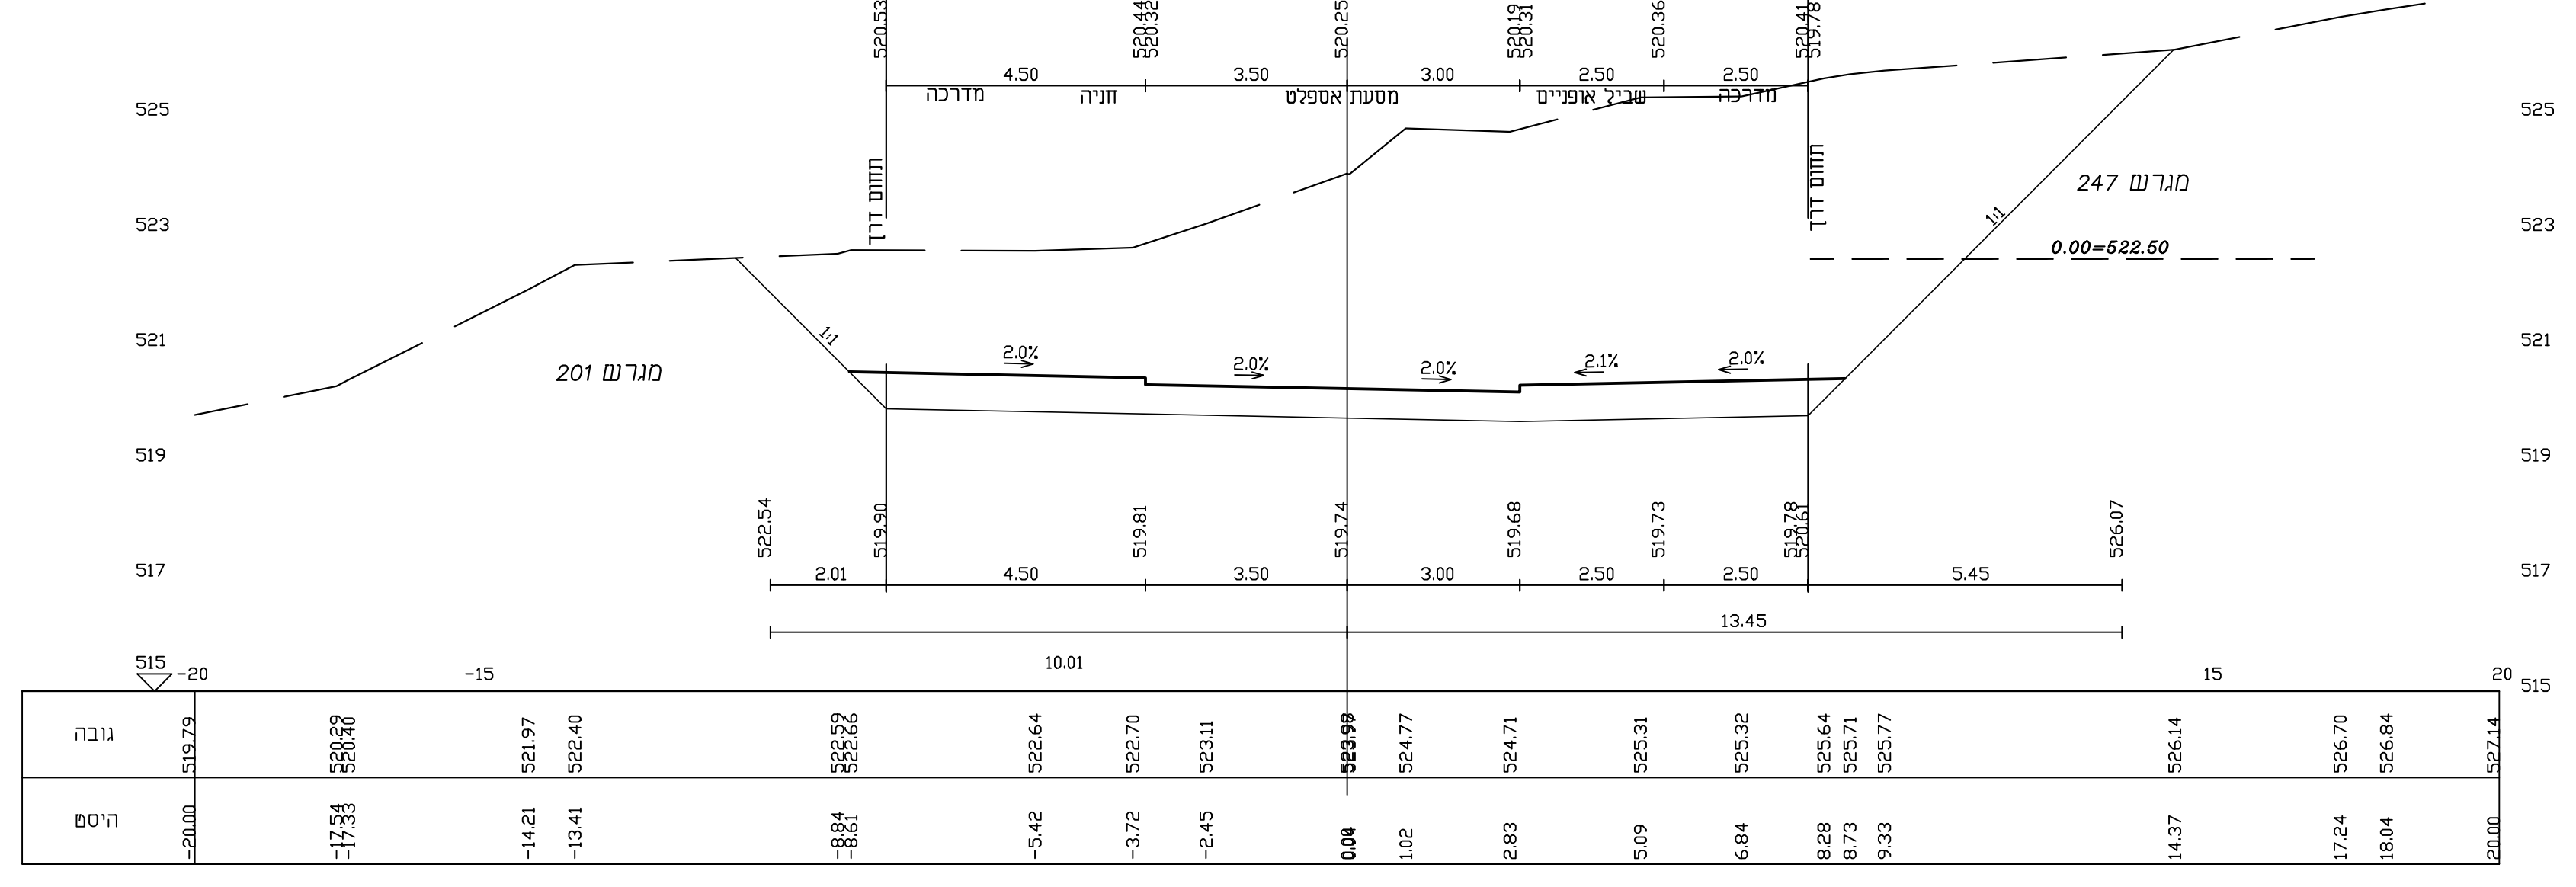 520.53 520.44 520.32 520.25 520.19 520.31 520.36 520.41 519.78
4.50 3.50 3.00 2.50 2.50
מדרכה חניה מסעת אספלט שביל אופניים מדרכה
525 525
תחום דרך תחום דרך
מגרש 247
523 523
0.00=522.50
1:1 1:1
521 521
2.0% 2.0% 2.0% 2.1% 2.0%
מגרש 201
519 519
522.54 519.90 519.81 519.74 519.68 519.73 519.78 520.61 526.07
517 517
2.01 4.50 3.50 3.00 2.50 2.50 5.45
13.45
10.01
515 515
-20 -15 15 20
גובה 519.79 520.29 520.40 521.97 522.40 522.59 522.66 522.64 522.70 523.11 524.77 524.71 525.31 525.32 525.64 525.71 525.77 526.14 526.70 526.84 527.14
היסט -20.00 -17.54 -17.33 -14.21 -13.41 -8.84 -8.61 -5.42 -3.72 -2.45 0.00 0.04 1.02 2.83 5.09 6.84 8.28 8.73 9.33 14.37 17.24 18.04 20.00